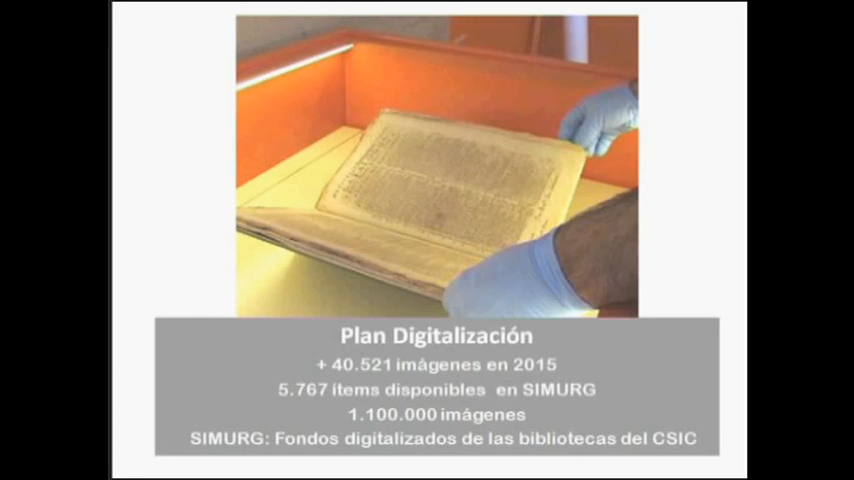 Plan Digitalización
+ 40.521 imágenes en 2015
5.767 ítems disponibles en SIMURG
1.100.000 imágenes
SIMURG: Fondos digitalizados de las bibliotecas del CSIC